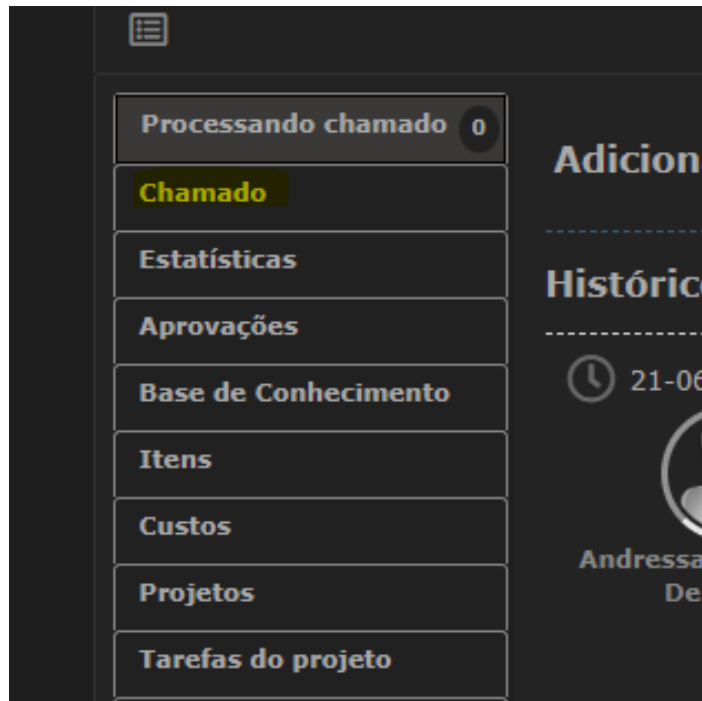 Processando chamado 0
Chamado
Estatísticas
Aprovações
Base de Conhecimento
Itens
Custos
Projetos
Tarefas do projeto
Adicion
Históric
21-06
Andressa
De